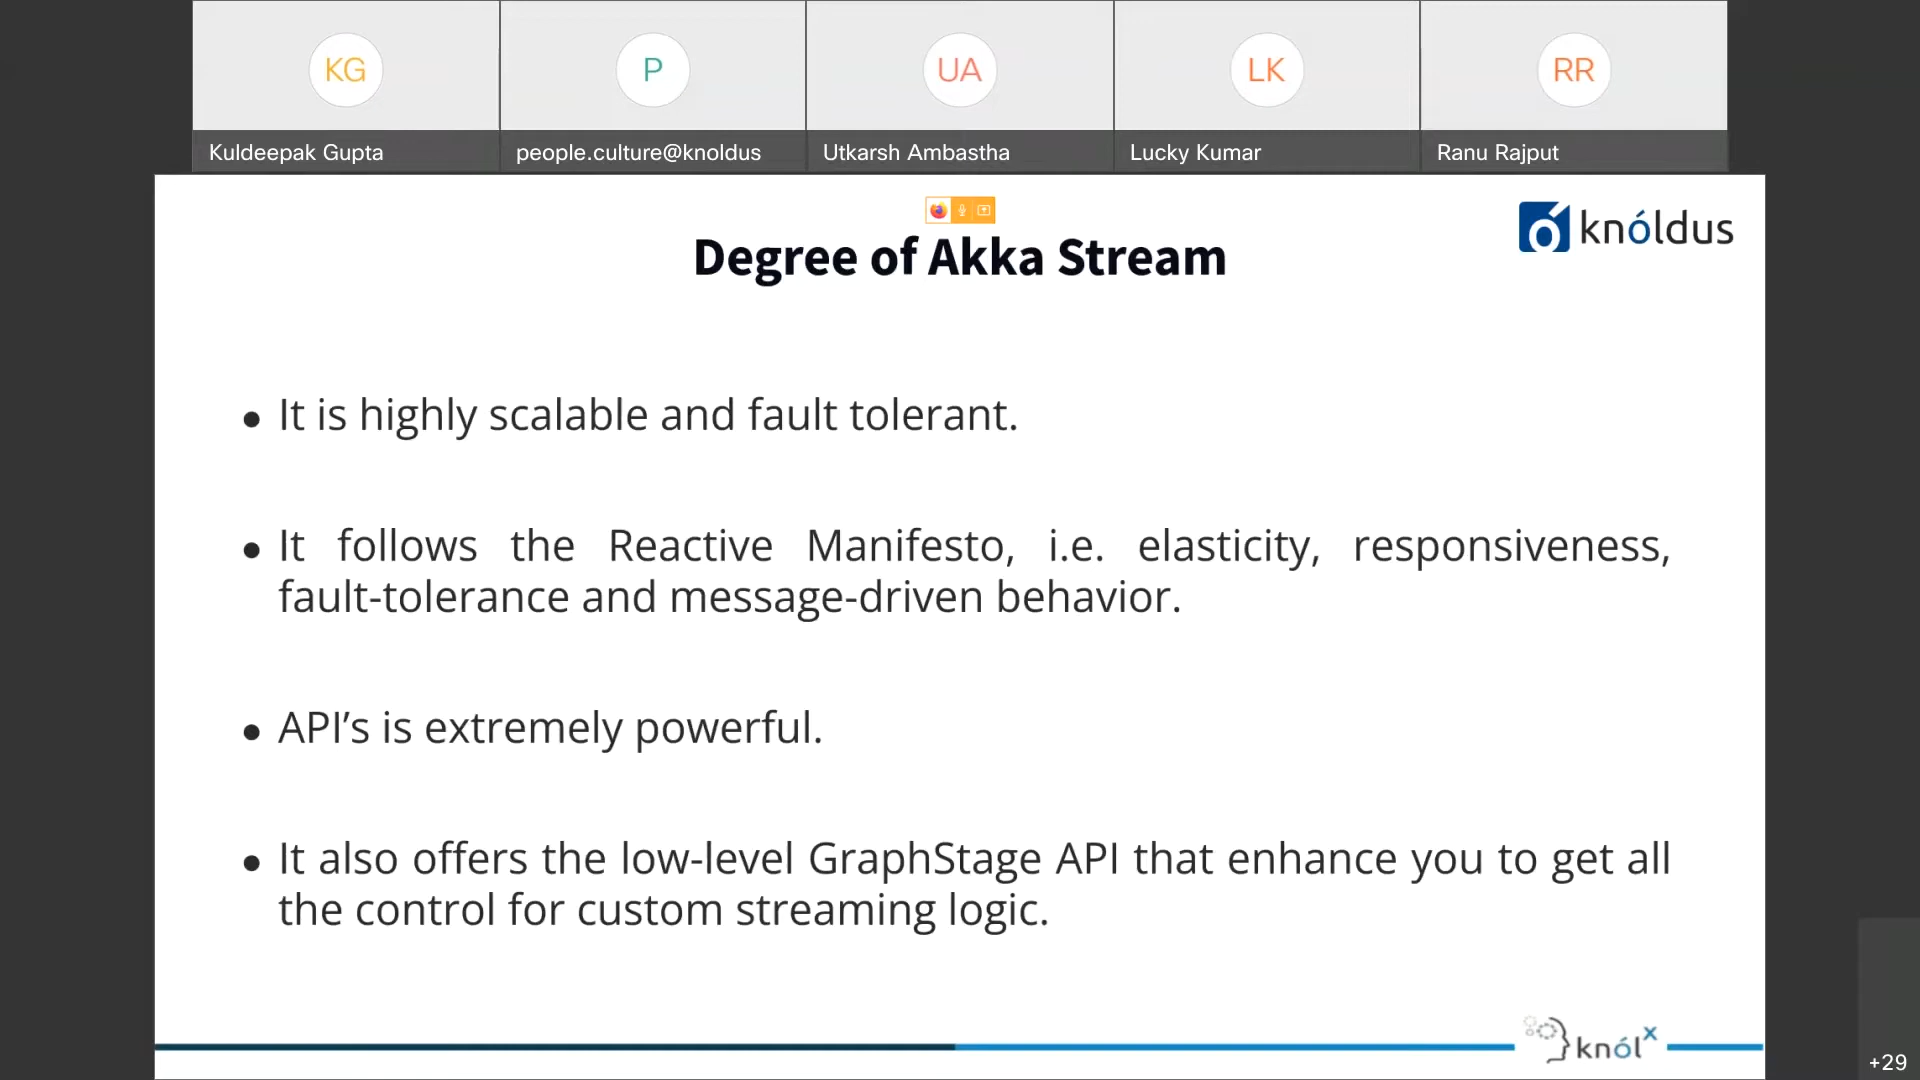 KG
P
UA
LK
RR
Kuldeepak Gupta
people.culture@knoldus
Utkarsh Ambastha
Lucky Kumar
Ranu Rajput
knóldus
Degree of Akka Stream
• It is highly scalable and fault tolerant.
• It follows the Reactive Manifesto, i.e. elasticity, responsiveness,
fault-tolerance and message-driven behavior.
• API’s is extremely powerful.
• It also offers the low-level GraphStage API that enhance you to get all
the control for custom streaming logic.
knólx
+29